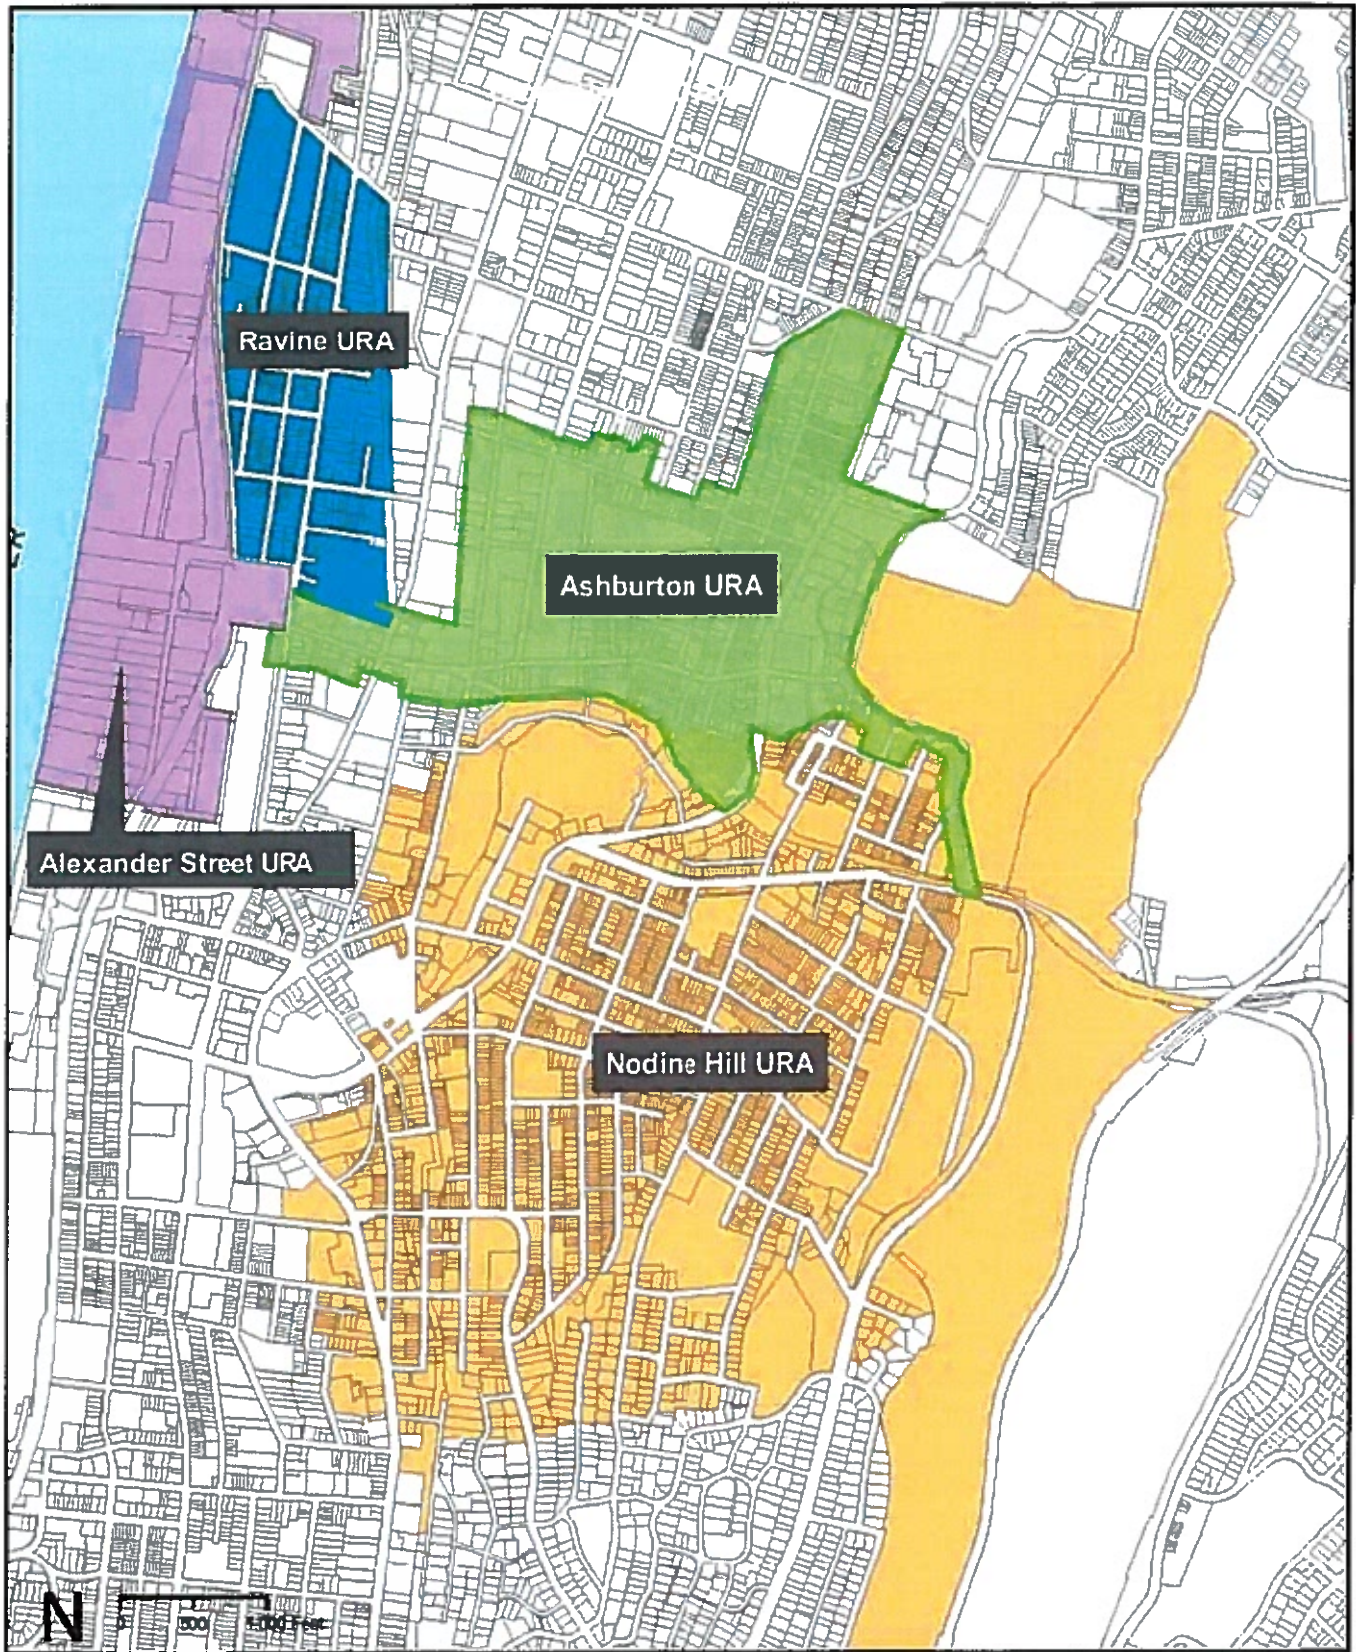 Ravine URA
Ashburton URA
Alexander Street URA
Nodine Hill URA
N
0 500 1,000 Feet